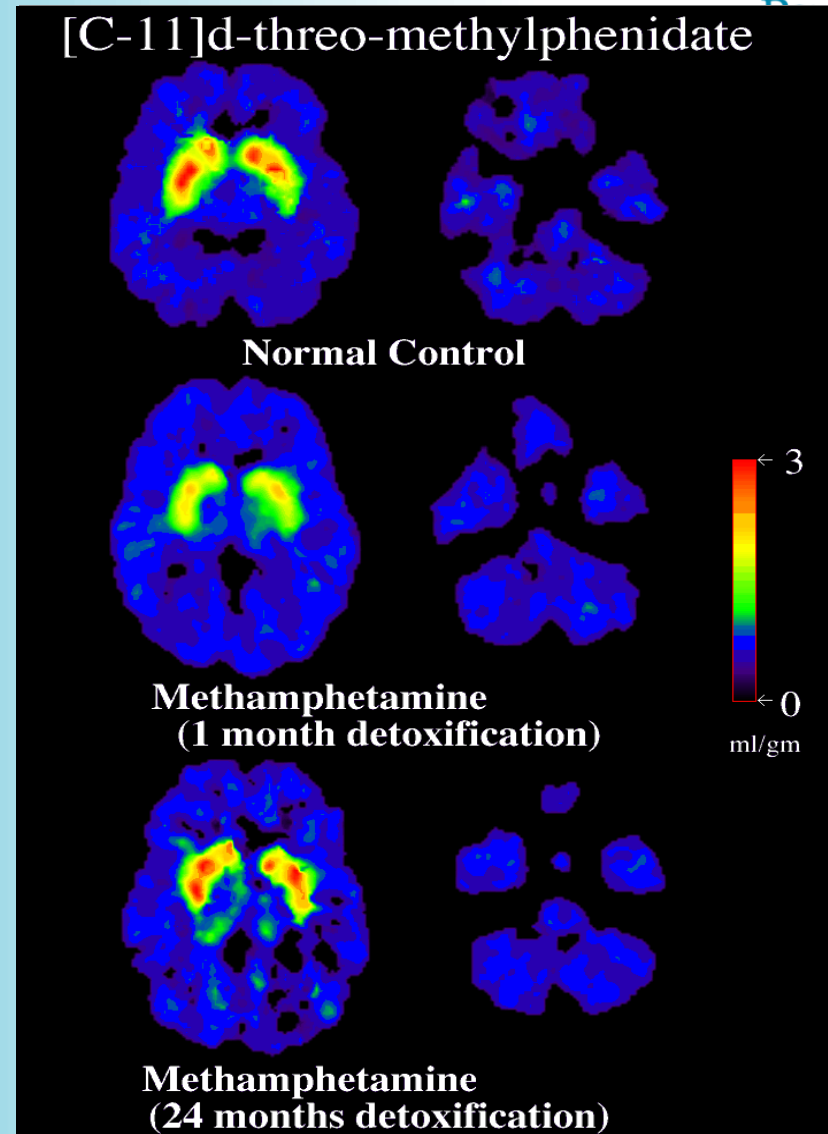 [C-11]d-threo-methylphenidate
Normal Control
Methamphetamine
(1 month detoxification)
← 3
← 0
ml/gm
Methamphetamine
(24 months detoxification)